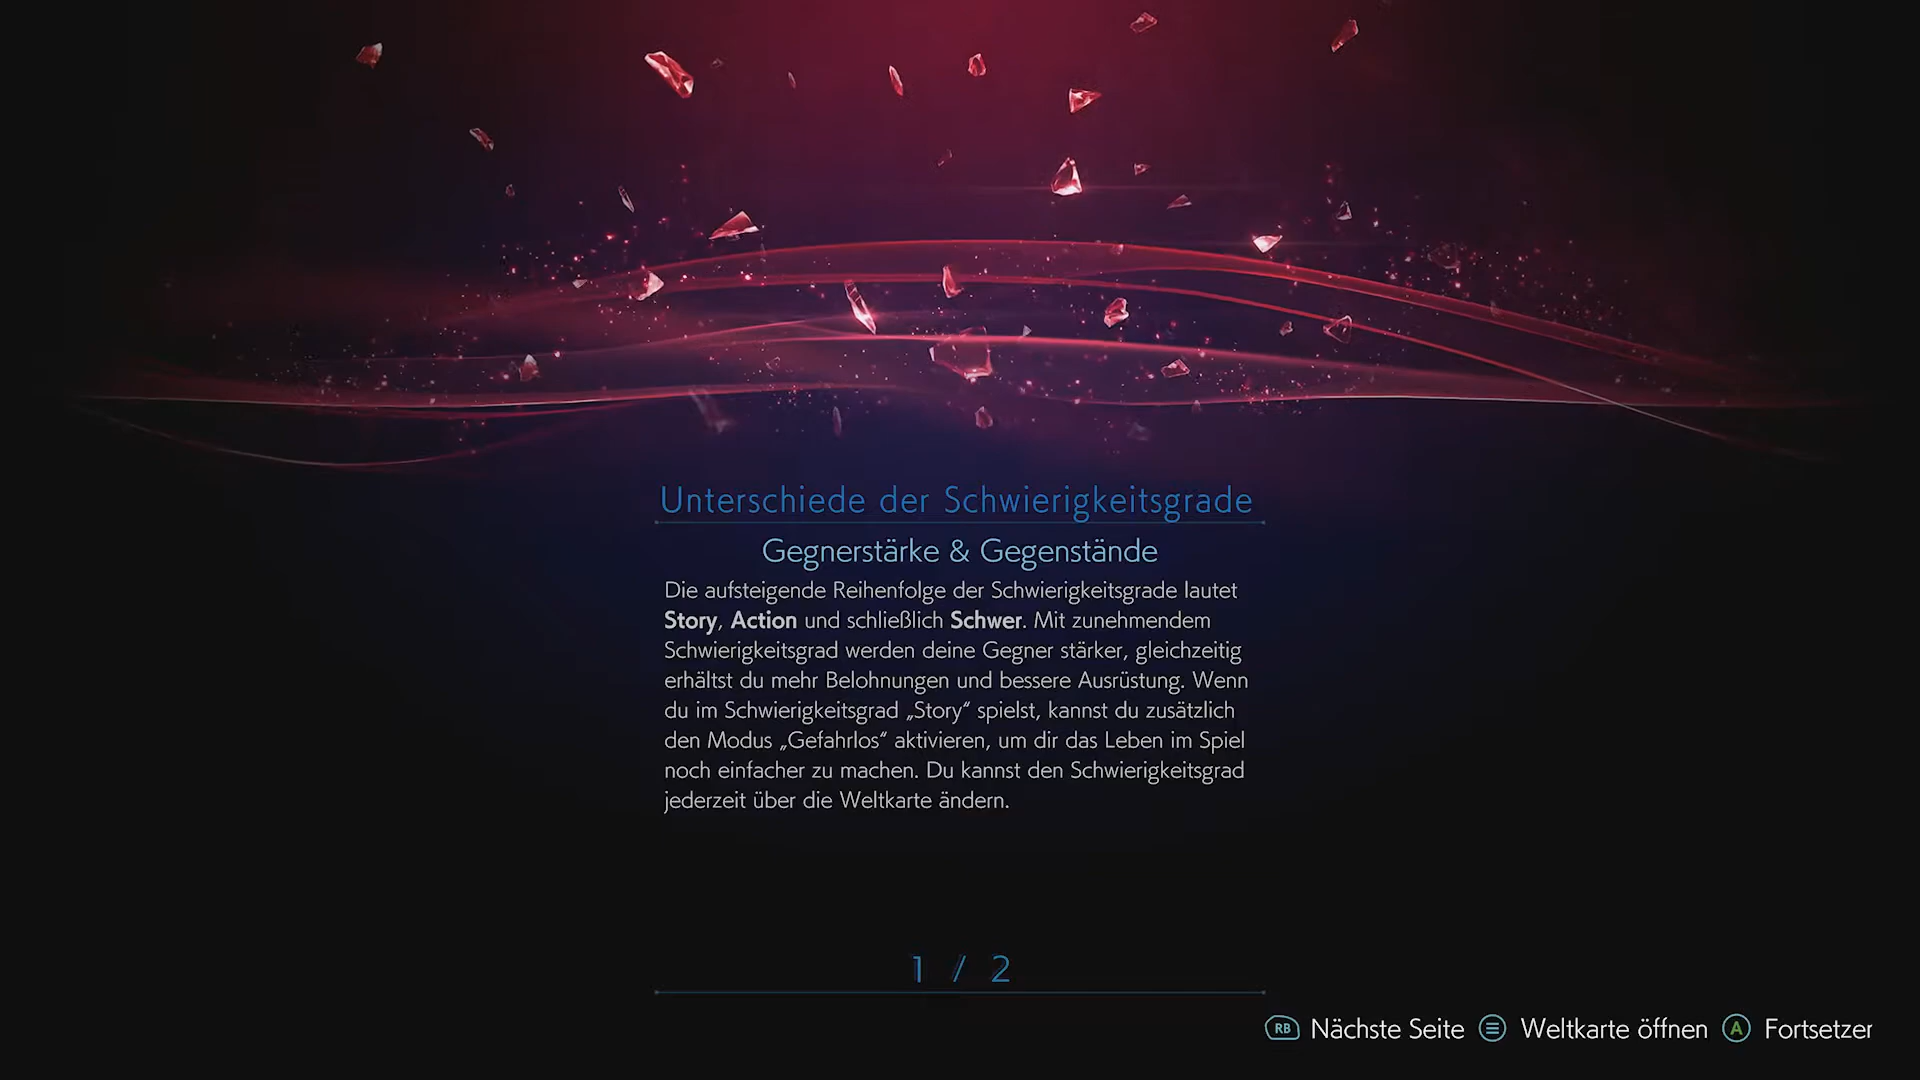 Unterschiede der Schwierigkeitsgrade
Gegnerstärke & Gegenstände
Die aufsteigende Reihenfolge der Schwierigkeitsgrade lautet
Story, Action und schließlich Schwer. Mit zunehmendem
Schwierigkeitsgrad werden deine Gegner stärker, gleichzeitig
erhältst du mehr Belohnungen und bessere Ausrüstung. Wenn
du im Schwierigkeitsgrad „Story“ spielst, kannst du zusätzlich
den Modus „Gefahrlos“ aktivieren, um dir das Leben im Spiel
noch einfacher zu machen. Du kannst den Schwierigkeitsgrad
jederzeit über die Weltkarte ändern.
1 / 2
RB Nächste Seite Weltkarte öffnen A Fortsetzer